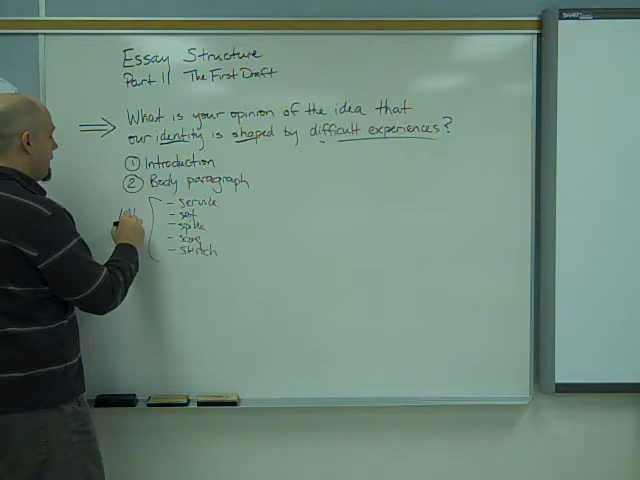 Essay Structure
Part II The First Draft
What is your opinion of the idea that
our identity is shaped by difficult experiences?
① Introduction
② Body paragraph
- service
- set
- spike
- score
- switch